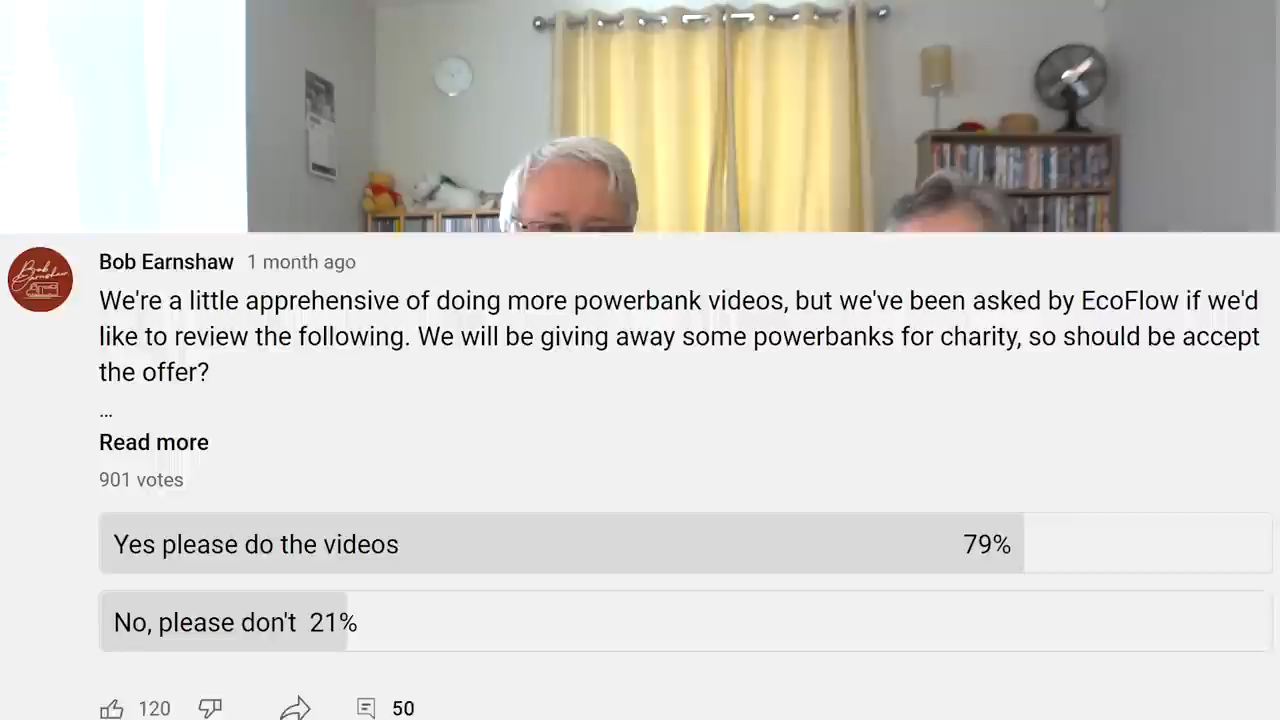 Bob Earnshaw 1 month ago
We're a little apprehensive of doing more powerbank videos, but we've been asked by EcoFlow if we'd
like to review the following. We will be giving away some powerbanks for charity, so should be accept
the offer?
...
Read more
901 votes
Yes please do the videos 79%
No, please don't 21%
120 50